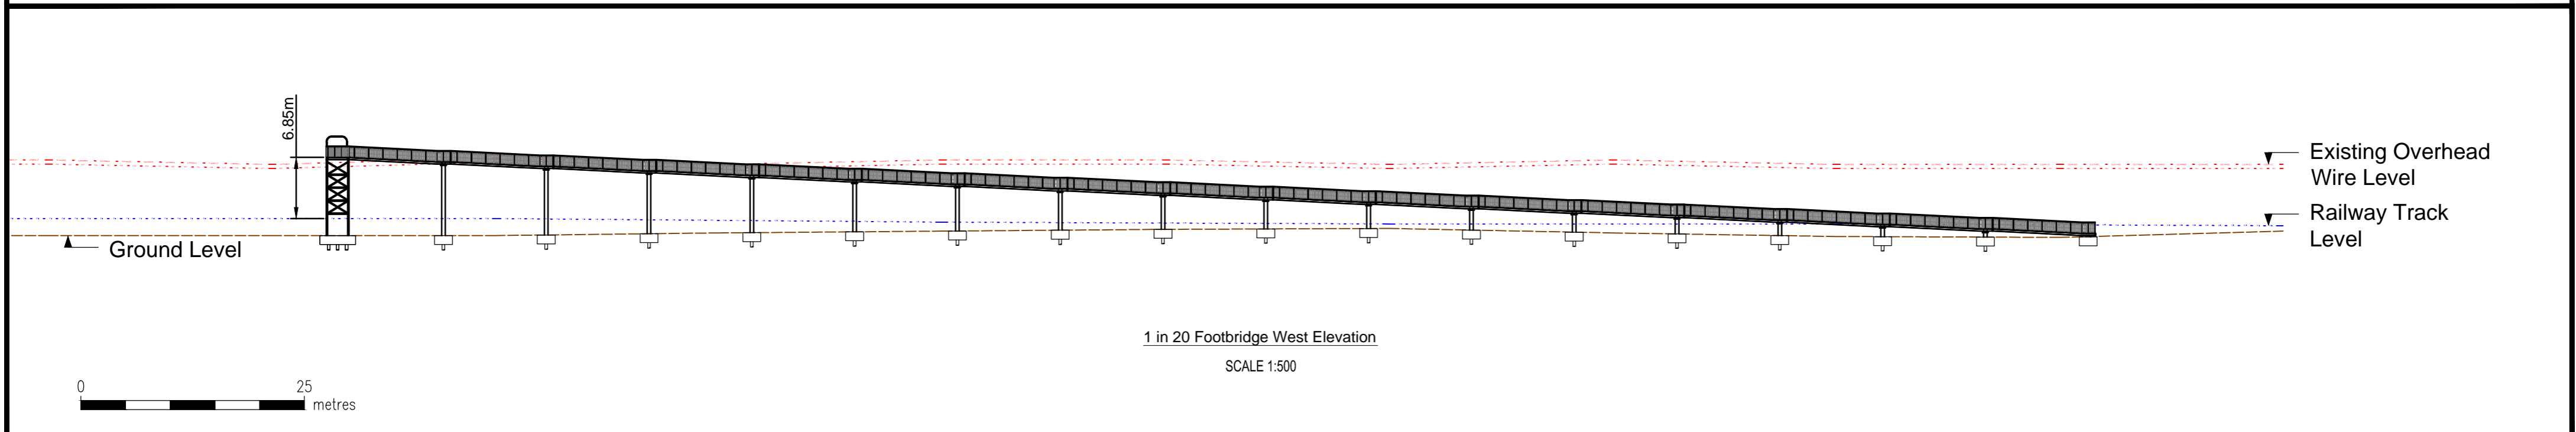 6.85m
Existing Overhead
Wire Level
Railway Track
Level
Ground Level
1 in 20 Footbridge West Elevation
SCALE 1:500
0 25
metres